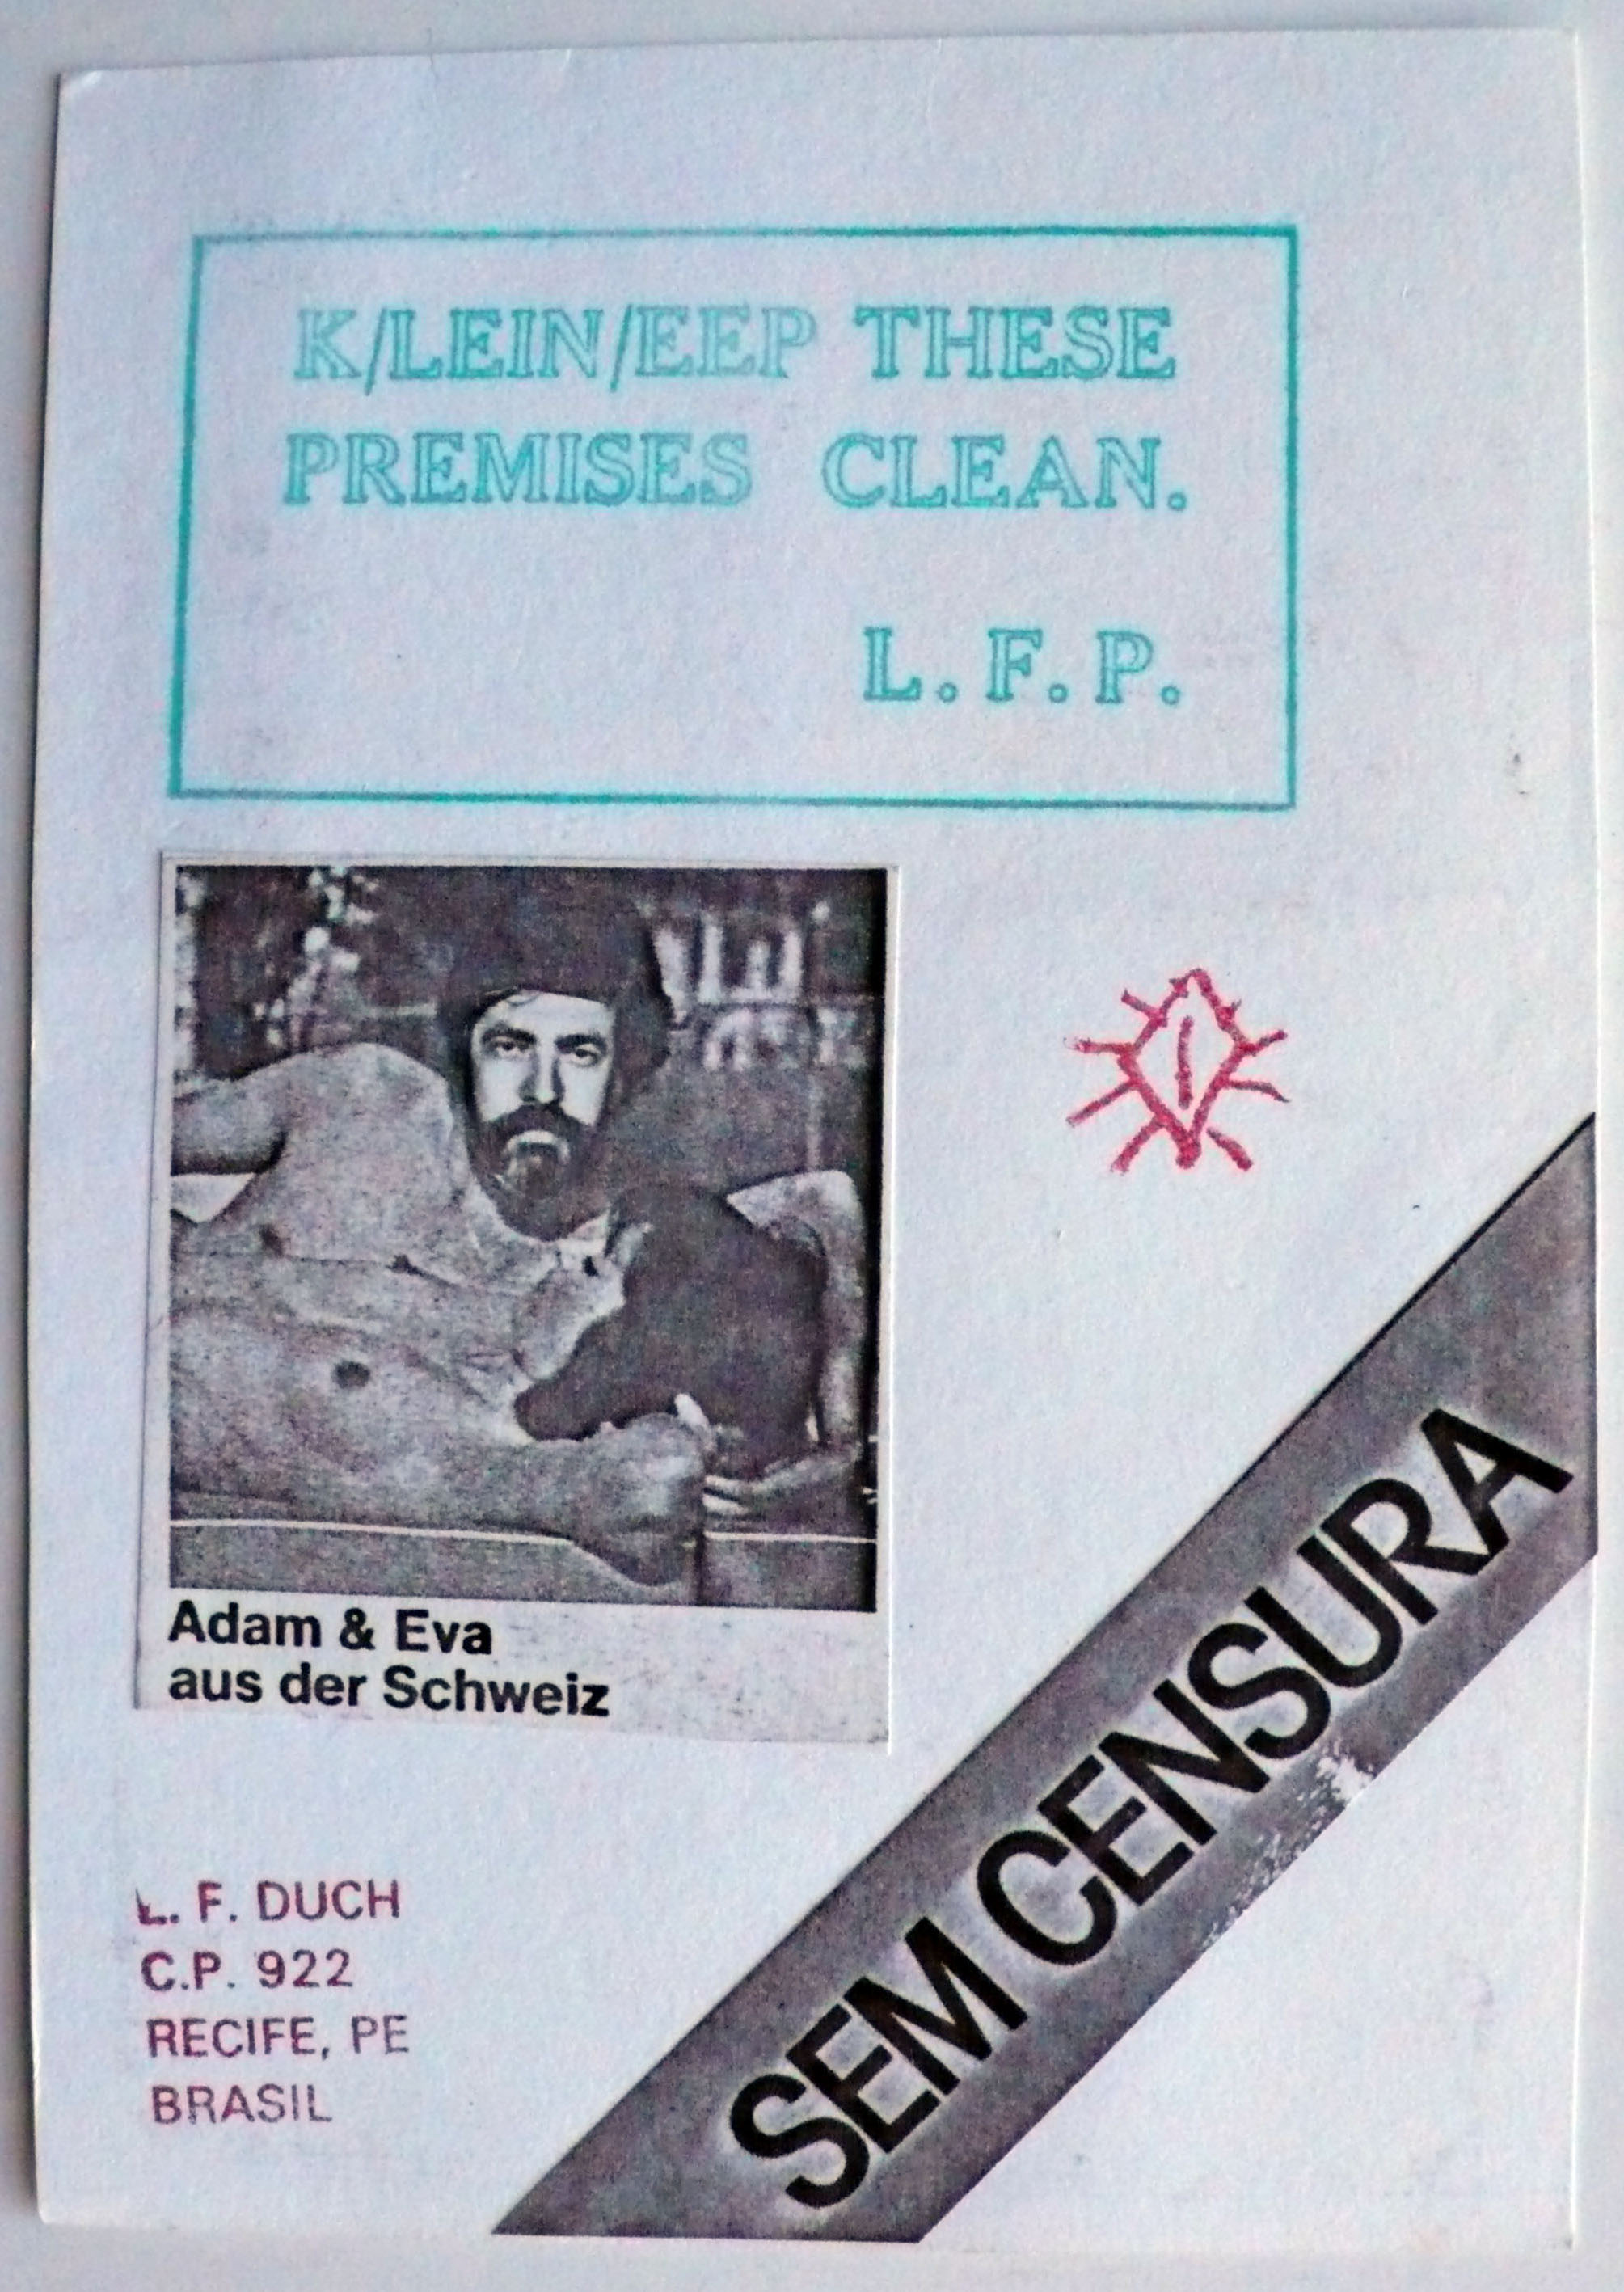 K/LEIN/EEP THESE
PREMISES CLEAN.
L. F. P.
Adam & Eva
aus der Schweiz
SEM CENSURA
L. F. DUCH
C.P. 922
RECIFE, PE
BRASIL